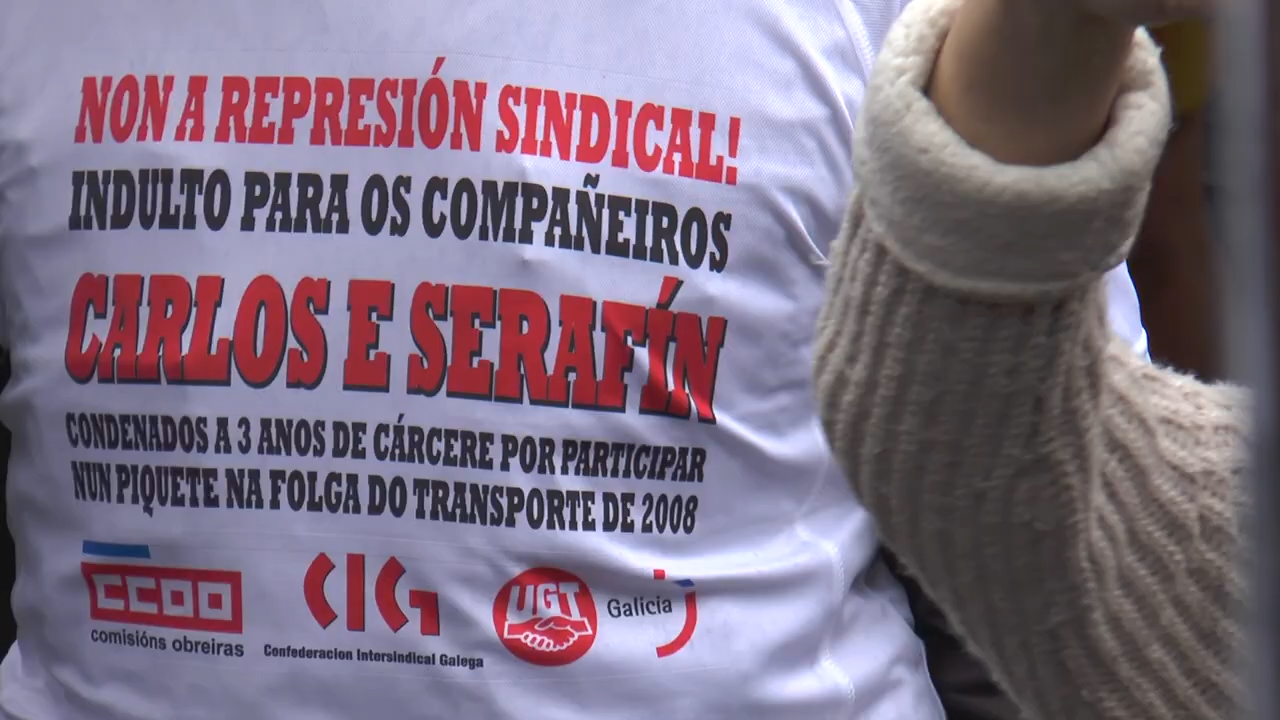 NON A REPRESIÓN SINDICAL!
INDULTO PARA OS COMPAÑEIROS
CARLOS E SERAFÍN
CONDENADOS A 3 ANOS DE CÁRCERE POR PARTICIPAR
NUN PIQUETE NA FOLGA DO TRANSPORTE DE 2008
CCOO
comisións obreiras
CIG
Confederacion Intersindical Galega
UGT
Galicia